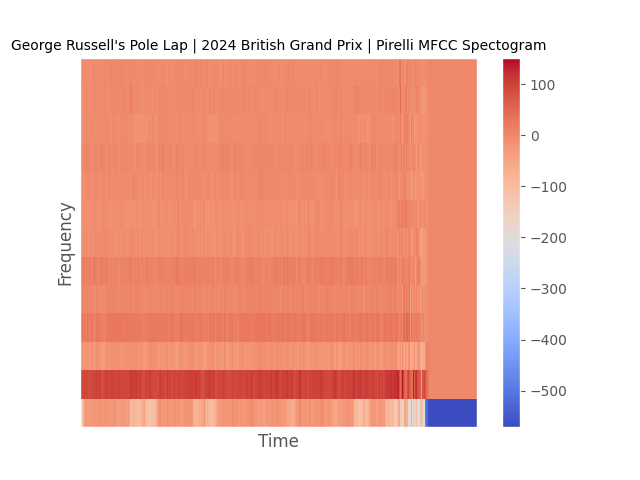 George Russell's Pole Lap | 2024 British Grand Prix | Pirelli MFCC Spectogram
Frequency
Time
100
0
−100
−200
−300
−400
−500